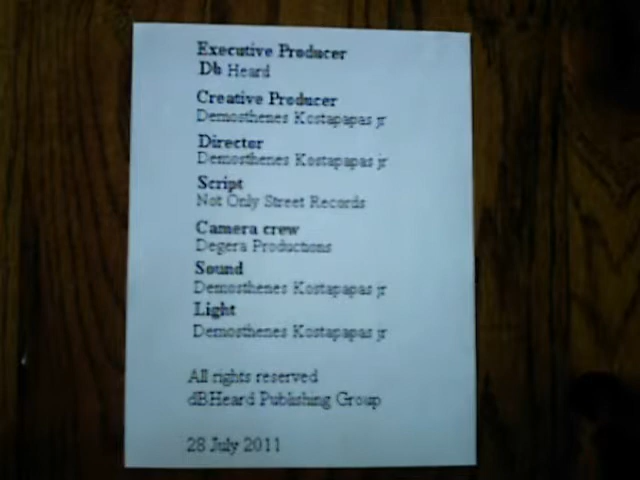 Executive Producer
Db Heard
Creative Producer
Demosthenes Kostapapas jr
Director
Demosthenes Kostapapas jr
Script
Not Only Street Records
Camera crew
Degera Productions
Sound
Demosthenes Kostapapas jr
Light
Demosthenes Kostapapas jr
All rights reserved
dBHeard Publishing Group
28 July 2011